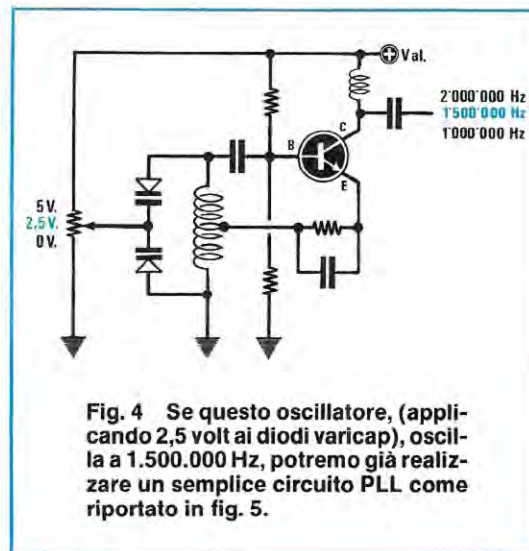 Val.
2'000'000 Hz
1'500'000 Hz
1'000'000 Hz
C
B
E
5V.
2,5V.
0V.
Fig. 4 Se questo oscillatore, (appli-
cando 2,5 volt ai diodi varicap), oscil-
la a 1.500.000 Hz, potremo già realiz-
zare un semplice circuito PLL come
riportato in fig. 5.